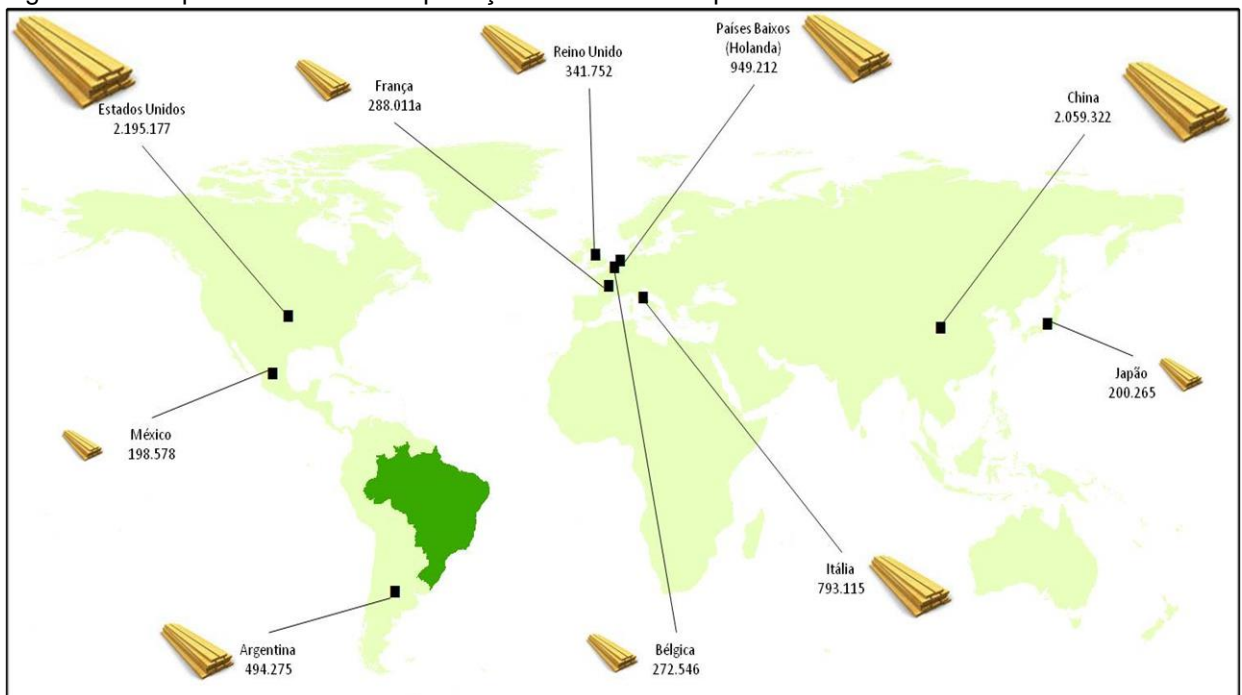 Estados Unidos
2.195.177
França
288.011a
Reino Unido
341.752
Países Baixos
(Holanda)
949.212
China
2.059.322
Japão
200.265
México
198.578
Itália
793.115
Argentina
494.275
Bélgica
272.546